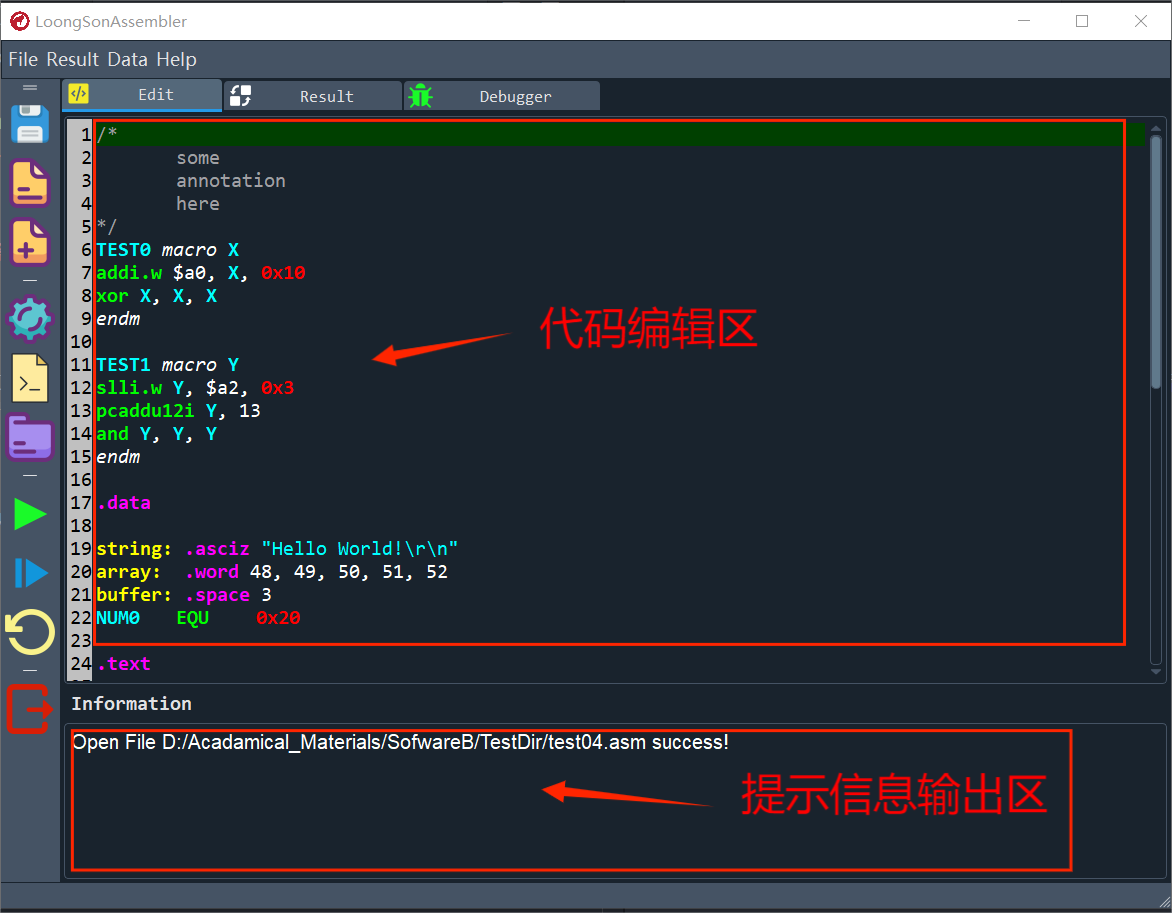 LoongSonAssembler
File Result Data Help
Edit Result Debugger
1 /*
2 some
3 annotation
4 here
5 */
6 TEST0 macro X
7 addi.w $a0, X, 0x10
8 xor X, X, X
9 endm
10
11 TEST1 macro Y
12 slli.w Y, $a2, 0x3
13 pcaddu12i Y, 13
14 and Y, Y, Y
15 endm
16
17 .data
18
19 string: .asciz "Hello World!\r\n"
20 array: .word 48, 49, 50, 51, 52
21 buffer: .space 3
22 NUM0 EQU 0x20
23
24 .text
代码编辑区
Information
Open File D:/Acadamical_Materials/SofwareB/TestDir/test04.asm success!
提示信息输出区